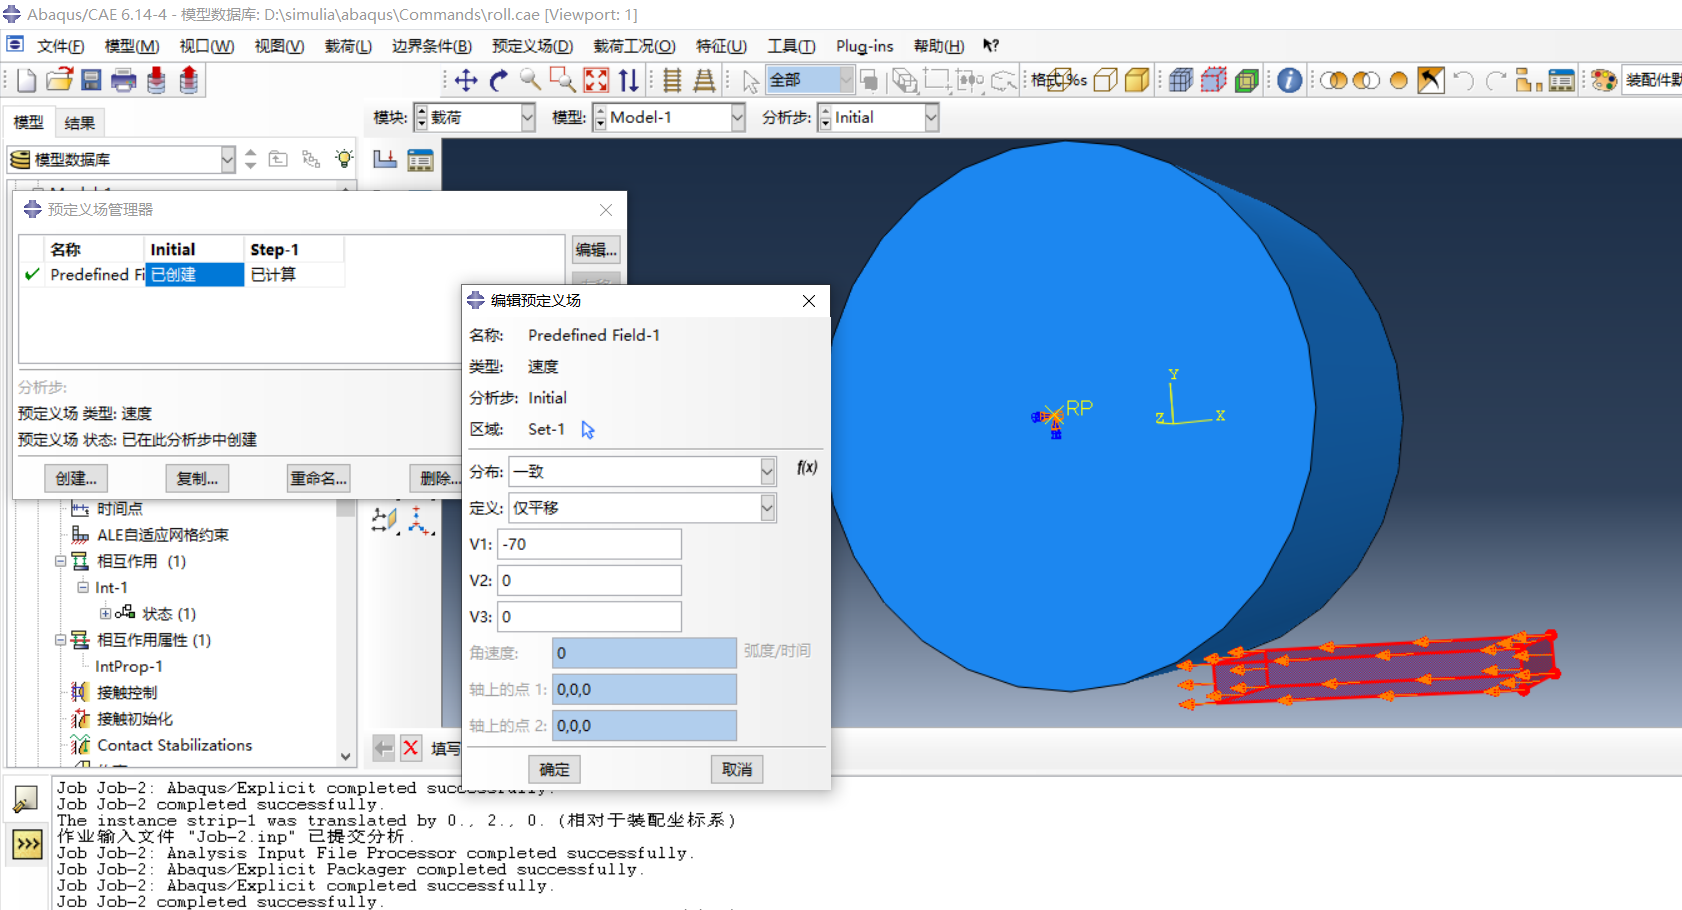 Abaqus/CAE 6.14-4 - 模型数据库: D:\simulia\abaqus\Commands\roll.cae [Viewport: 1]
文件(F) 模型(M) 视口(W) 视图(V) 载荷(L) 边界条件(B) 预定义场(D) 载荷工况(O) 特征(U) 工具(T) Plug-ins 帮助(H)
全部 格式%s 装配件默
模型 结果 模块: 载荷 模型: Model-1 分析步: Initial
模型数据库
预定义场管理器
名称 Initial Step-1 编辑...
Predefined Fi 已创建 已计算
分析步:
预定义场 类型: 速度
预定义场 状态: 已在此分析步中创建
创建... 复制... 重命名... 删除...
编辑预定义场
名称: Predefined Field-1
类型: 速度
分析步: Initial
区域: Set-1
分布: 一致 f(x)
定义: 仅平移
V1: -70
V2: 0
V3: 0
角速度: 0 弧度/时间
轴上的点 1: 0,0,0
轴上的点 2: 0,0,0
确定 取消
RP
Y
Z X
时间点
ALE自适应网格约束
相互作用 (1)
Int-1
状态 (1)
相互作用属性 (1)
IntProp-1
接触控制
接触初始化
Contact Stabilizations
填写
Job Job-2: Abaqus/Explicit completed successfully.
Job Job-2 completed successfully.
The instance strip-1 was translated by 0., 2., 0. (相对于装配坐标系)
作业输入文件 "Job-2.inp" 已提交分析.
Job Job-2: Analysis Input File Processor completed successfully.
Job Job-2: Abaqus/Explicit Packager completed successfully.
Job Job-2: Abaqus/Explicit completed successfully.
Job Job-2 completed successfully.